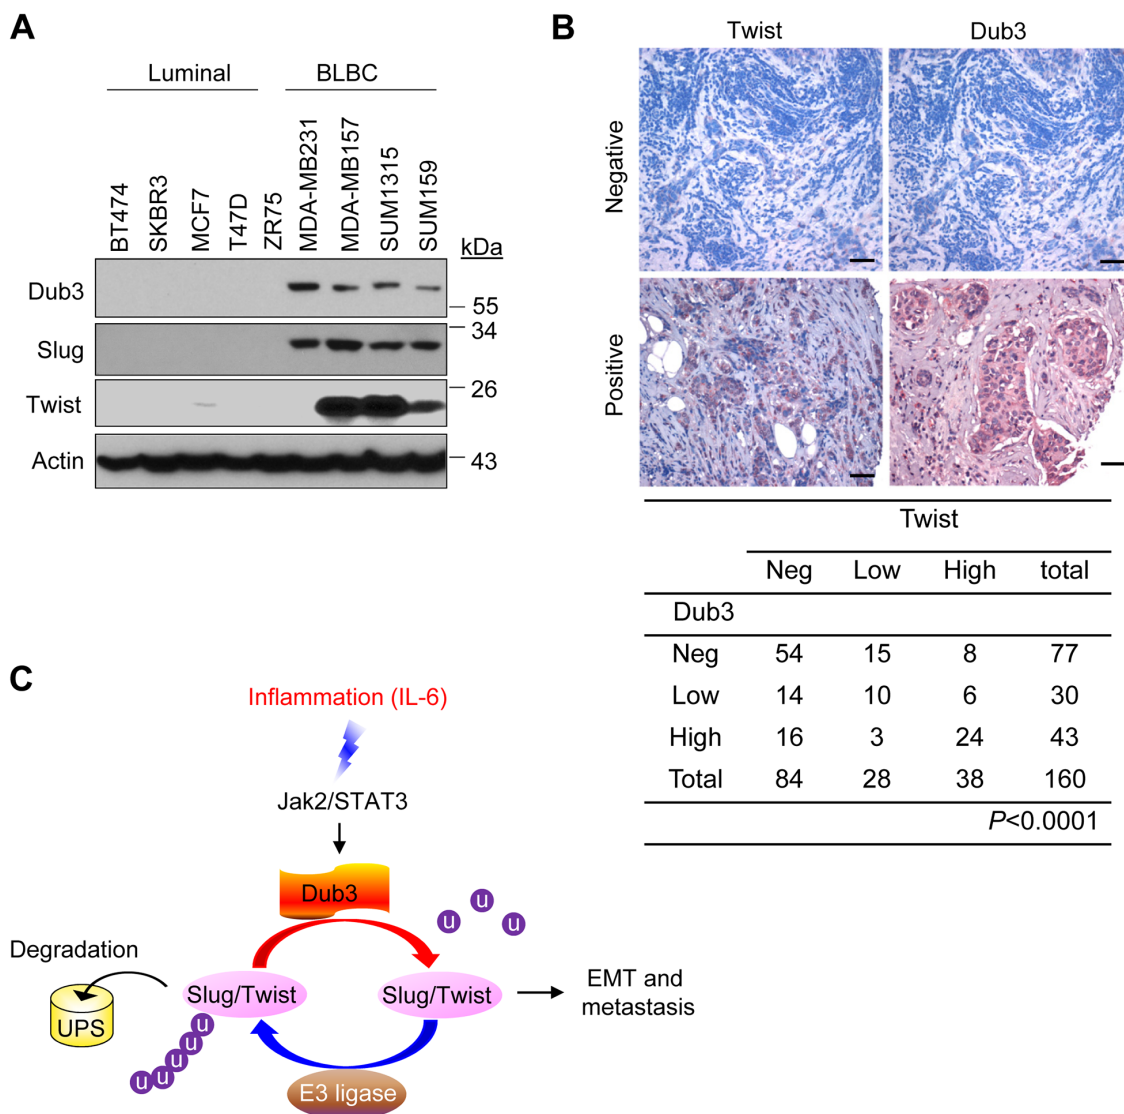 A
Luminal BLBC
BT474 SKBR3 MCF7 T47D ZR75 MDA-MB231 MDA-MB157 SUM1315 SUM159 kDa
Dub3
55
34
Slug
26
Twist
Actin 43
B
Twist Dub3
Negative
Positive
Twist
Neg Low High total
Dub3
Neg 54 15 8 77
Low 14 10 6 30
High 16 3 24 43
Total 84 28 38 160
P<0.0001
C
Inflammation (IL-6)
Jak2/STAT3
Dub3
u u u
Degradation
UPS
Slug/Twist
u u u u u
Slug/Twist
EMT and
metastasis
E3 ligase